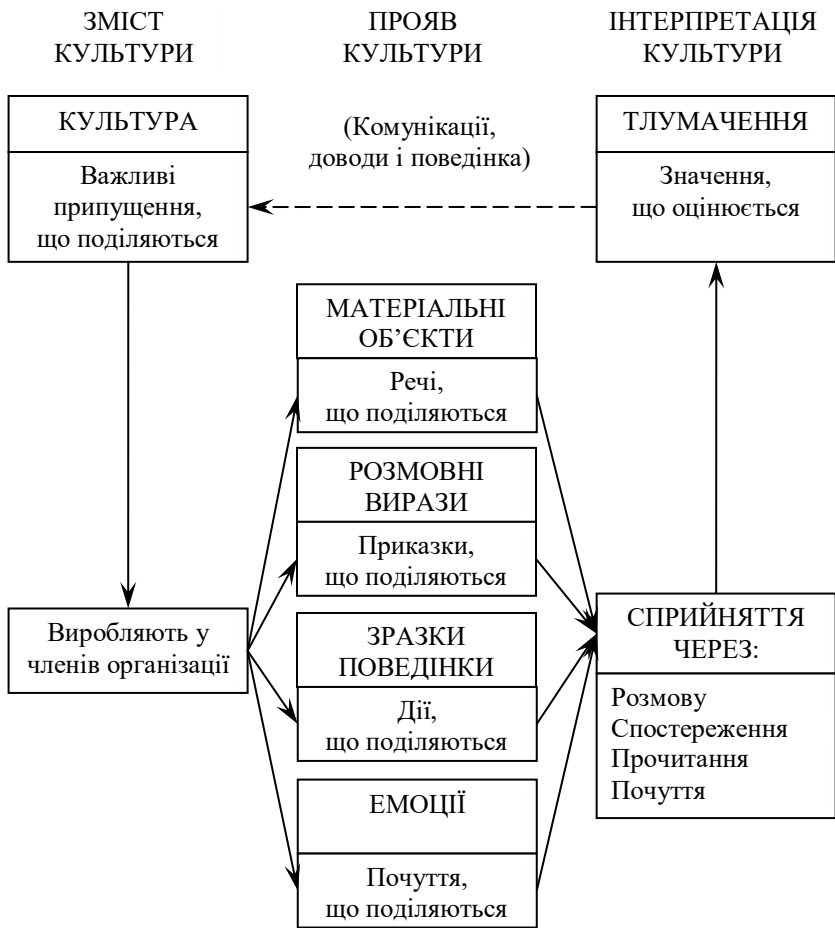 ЗМІСТ
КУЛЬТУРИ
ПРОЯВ
КУЛЬТУРИ
ІНТЕРПРЕТАЦІЯ
КУЛЬТУРИ
КУЛЬТУРА
Важливі
припущення,
що поділяються
(Комунікації,
доводи і поведінка)
ТЛУМАЧЕННЯ
Значення,
що оцінюється
МАТЕРІАЛЬНІ
ОБ’ЄКТИ
Речі,
що поділяються
РОЗМОВНІ
ВИРАЗИ
Приказки,
що поділяються
Виробляють у
членів організації
ЗРАЗКИ
ПОВЕДІНКИ
Дії,
що поділяються
ЕМОЦІЇ
Почуття,
що поділяються
СПРИЙНЯТТЯ
ЧЕРЕЗ:
Розмову
Спостереження
Прочитання
Почуття